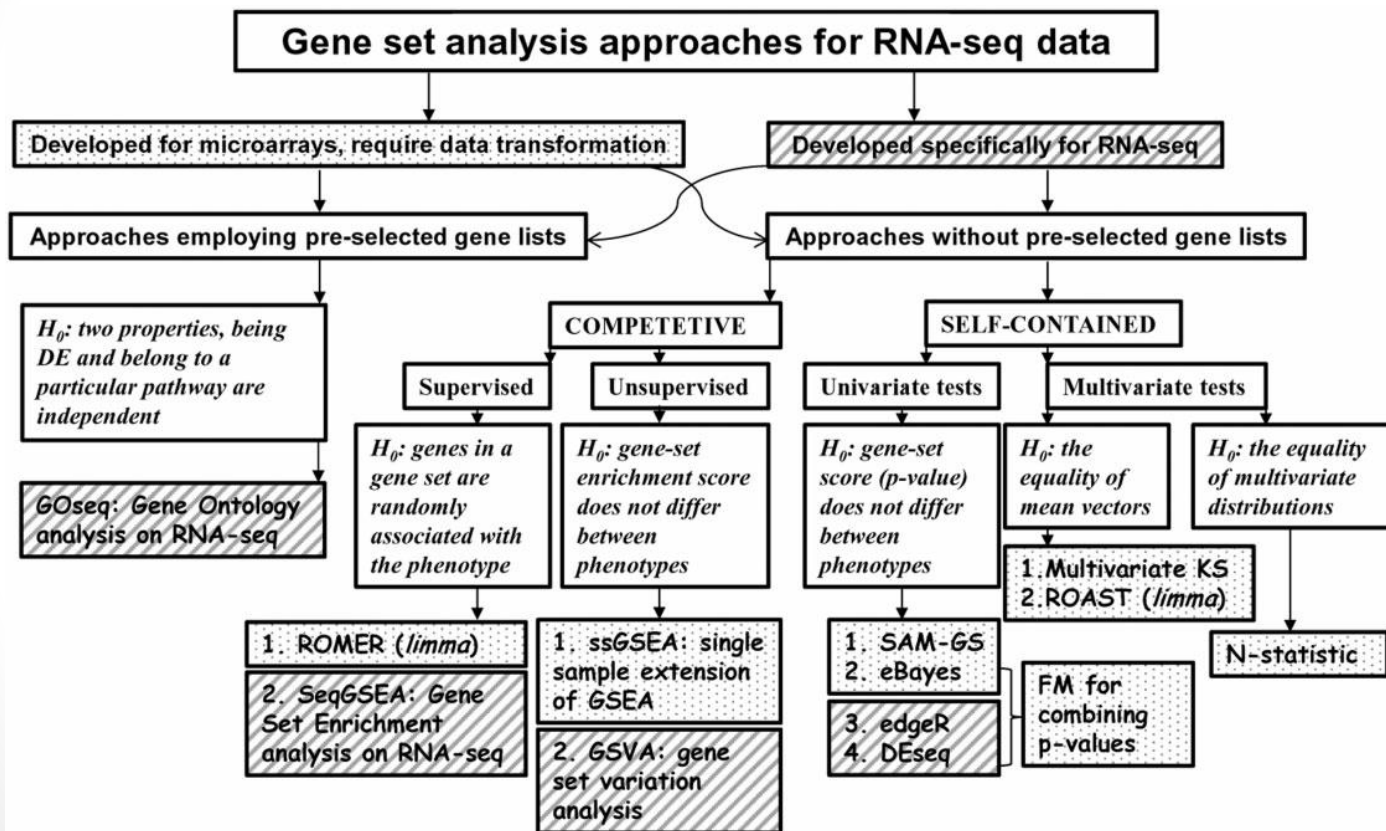 Gene set analysis approaches for RNA-seq data
Developed for microarrays, require data transformation
Developed specifically for RNA-seq
Approaches employing pre-selected gene lists
Approaches without pre-selected gene lists
H₀: two properties, being
DE and belong to a
particular pathway are
independent
GOseq: Gene Ontology
analysis on RNA-seq
COMPETETIVE
SELF-CONTAINED
Supervised
Unsupervised
Univariate tests
Multivariate tests
H₀: genes in a
gene set are
randomly
associated with
the phenotype
H₀: gene-set
enrichment score
does not differ
between
phenotypes
H₀: gene-set
score (p-value)
does not differ
between
phenotypes
H₀: the
equality of
mean vectors
H₀: the equality
of multivariate
distributions
1. ROMER (limma)
2. SeqGSEA: Gene
Set Enrichment
analysis on RNA-seq
1. ssGSEA: single
sample extension
of GSEA
2. GSVA: gene
set variation
analysis
1. SAM-GS
2. eBayes
3. edgeR
4. DEseq
FM for
combining
p-values
1.Multivariate KS
2.ROAST (limma)
N-statistic